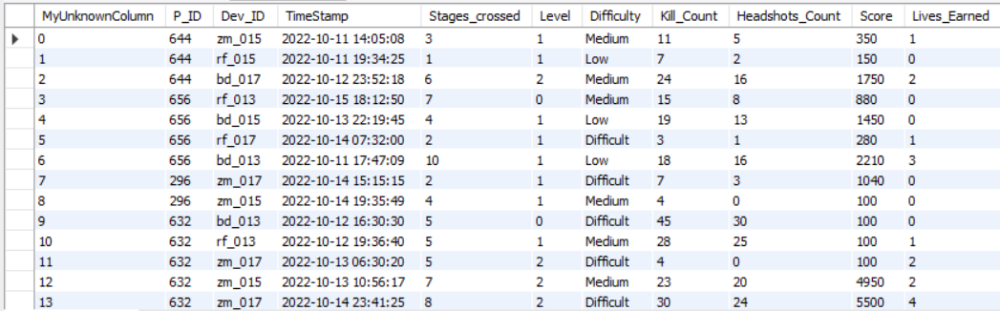 MyUnknownColumn P_ID Dev_ID TimeStamp Stages_crossed Level Difficulty Kill_Count Headshots_Count Score Lives_Earned
0 644 zm_015 2022-10-11 14:05:08 3 1 Medium 11 5 350 1
1 644 rf_015 2022-10-11 19:34:25 1 1 Low 7 2 150 0
2 644 bd_017 2022-10-12 23:52:18 6 2 Medium 24 16 1750 2
3 656 rf_013 2022-10-15 18:12:50 7 0 Medium 15 8 880 0
4 656 bd_015 2022-10-13 22:19:45 4 1 Low 19 13 1450 0
5 656 rf_017 2022-10-14 07:32:00 2 1 Difficult 3 1 280 1
6 656 bd_013 2022-10-11 17:47:09 10 1 Low 18 16 2210 3
7 296 zm_017 2022-10-14 15:15:15 2 1 Difficult 7 3 1040 0
8 296 zm_015 2022-10-14 19:35:49 4 1 Medium 4 0 100 0
9 632 bd_013 2022-10-12 16:30:30 5 0 Difficult 45 30 100 0
10 632 rf_013 2022-10-12 19:36:40 5 1 Medium 28 25 100 1
11 632 zm_017 2022-10-13 06:30:20 5 2 Difficult 4 0 100 2
12 632 zm_015 2022-10-13 10:56:17 7 2 Medium 23 20 4950 2
13 632 zm_017 2022-10-14 23:41:25 8 2 Difficult 30 24 5500 4